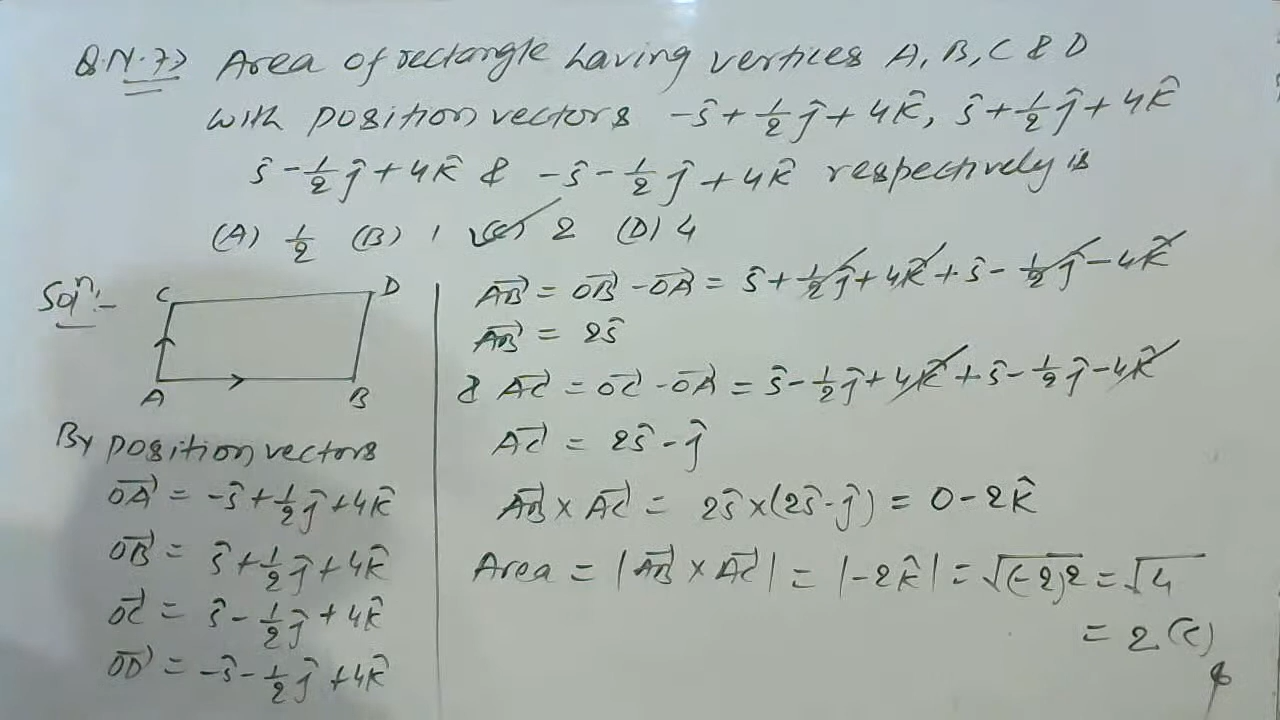 Q.N.7) Area of rectangle having vertices A, B, C & D
with position vectors -î + 1/2 ĵ + 4k̂, î + 1/2 ĵ + 4k̂
î - 1/2 ĵ + 4k̂ & -î - 1/2 ĵ + 4k̂ respectively is
(A) 1/2 (B) 1 (C) 2 (D) 4
Solⁿ:-
C D
A B
By position vectors
OA⃗ = -î + 1/2 ĵ + 4k̂
OB⃗ = î + 1/2 ĵ + 4k̂
OC⃗ = î - 1/2 ĵ + 4k̂
OD⃗ = -î - 1/2 ĵ + 4k̂
AB⃗ = OB⃗ - OA⃗ = î + 1/2 ĵ + 4k̂ + î - 1/2 ĵ - 4k̂
AB⃗ = 2î
& AC⃗ = OC⃗ - OA⃗ = î - 1/2 ĵ + 4k̂ + î - 1/2 ĵ - 4k̂
AC⃗ = 2î - ĵ
AB⃗ × AC⃗ = 2î × (2î - ĵ) = 0 - 2k̂
Area = |AB⃗ × AC⃗| = |-2k̂| = √(-2)2 = √4
= 2 (C)